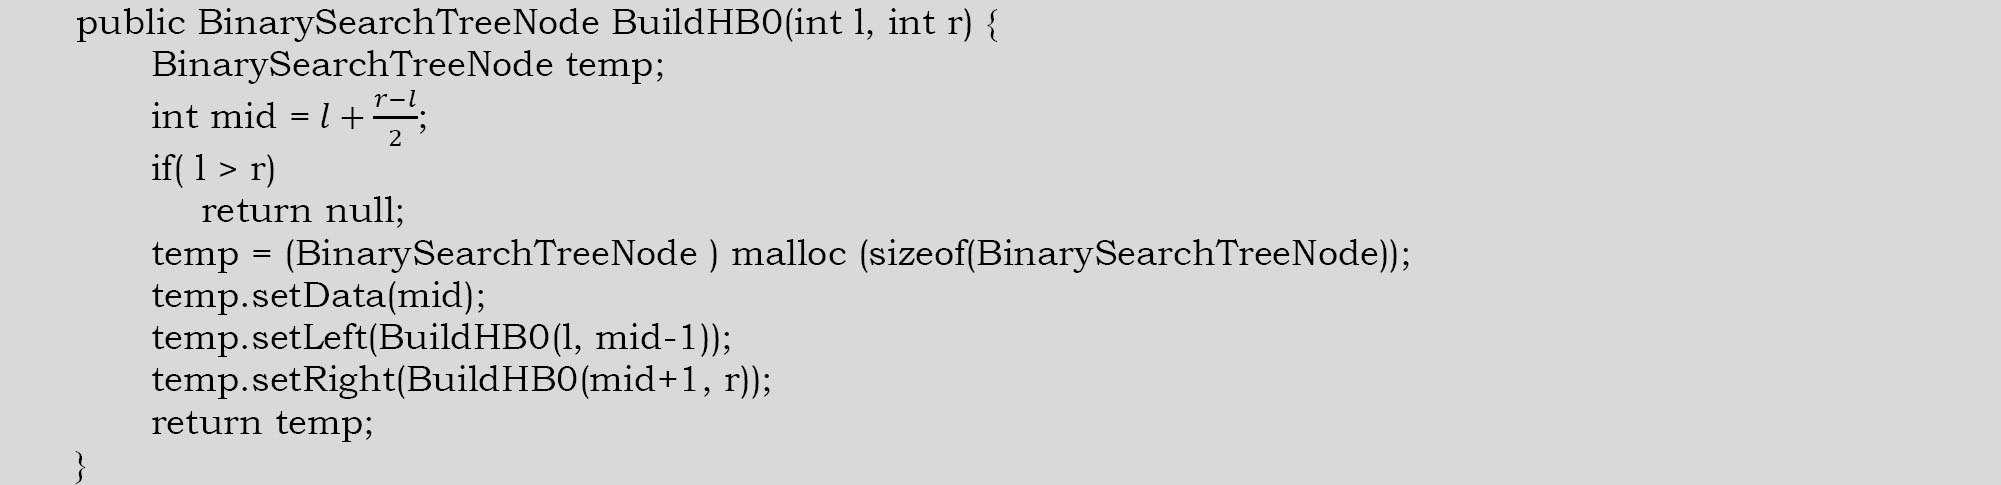 public BinarySearchTreeNode BuildHB0(int l, int r) {
BinarySearchTreeNode temp;
int mid = l + \frac{r-l}{2};
if( l > r)
return null;
temp = (BinarySearchTreeNode ) malloc (sizeof(BinarySearchTreeNode));
temp.setData(mid);
temp.setLeft(BuildHB0(l, mid-1));
temp.setRight(BuildHB0(mid+1, r));
return temp;
}